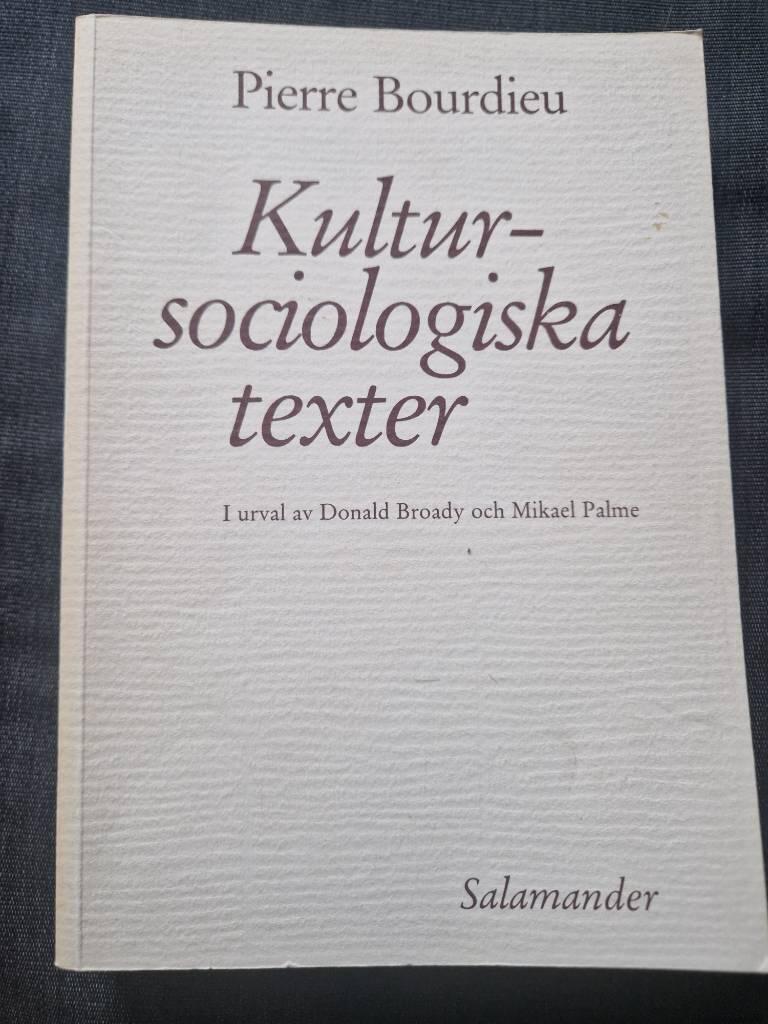 Pierre Bourdieu
Kultur-
sociologiska
texter
I urval av Donald Broady och Mikael Palme
Salamander